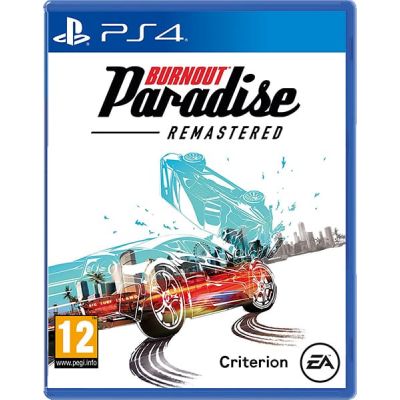 PS4
BURNOUT
Paradise
REMASTERED
12
www.pegi.info
Criterion
EA